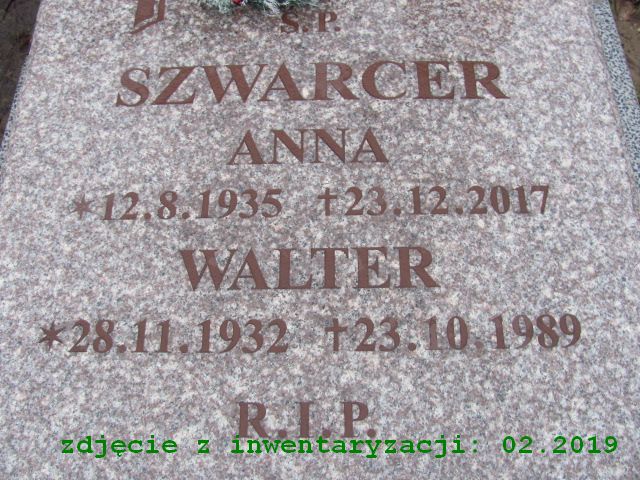 S.P.
SZWARCER
ANNA
*12.8.1935 †23.12.2017
WALTER
*28.11.1932 †23.10.1989
R.I.P.
zdjęcie z inwentaryzacji: 02.2019